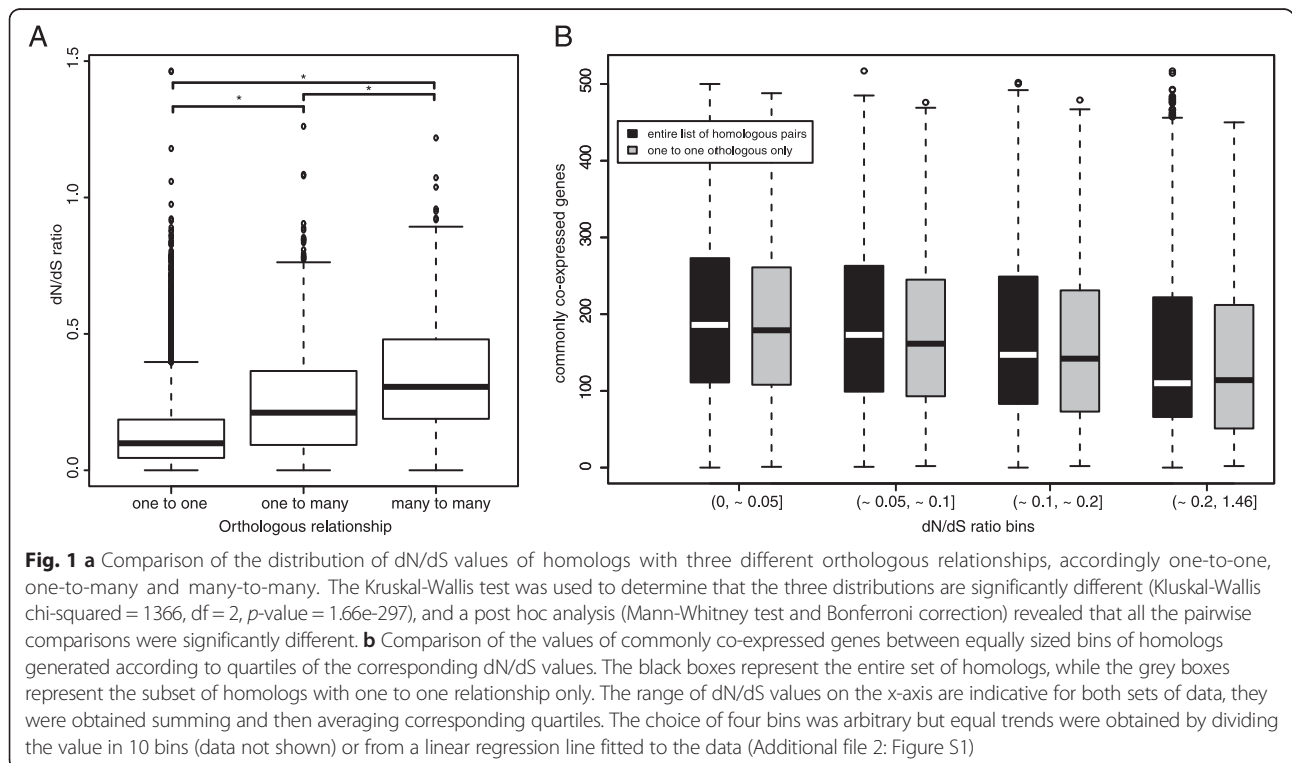 A
B
1.5
1.0
0.5
0.0
dN/dS ratio
*
*
*
one to one
one to many
many to many
Orthologous relationship
500
400
300
200
100
0
commonly co-expressed genes
entire list of homologous pairs
one to one orthologous only
(0, ~ 0.05]
(~ 0.05, ~ 0.1]
(~ 0.1, ~ 0.2]
(~ 0.2, 1.46]
dN/dS ratio bins
Fig. 1 a Comparison of the distribution of dN/dS values of homologs with three different orthologous relationships, accordingly one-to-one,
one-to-many and many-to-many. The Kruskal-Wallis test was used to determine that the three distributions are significantly different (Kluskal-Wallis
chi-squared = 1366, df = 2, p-value = 1.66e-297), and a post hoc analysis (Mann-Whitney test and Bonferroni correction) revealed that all the pairwise
comparisons were significantly different. b Comparison of the values of commonly co-expressed genes between equally sized bins of homologs
generated according to quartiles of the corresponding dN/dS values. The black boxes represent the entire set of homologs, while the grey boxes
represent the subset of homologs with one to one relationship only. The range of dN/dS values on the x-axis are indicative for both sets of data, they
were obtained summing and then averaging corresponding quartiles. The choice of four bins was arbitrary but equal trends were obtained by dividing
the value in 10 bins (data not shown) or from a linear regression line fitted to the data (Additional file 2: Figure S1)